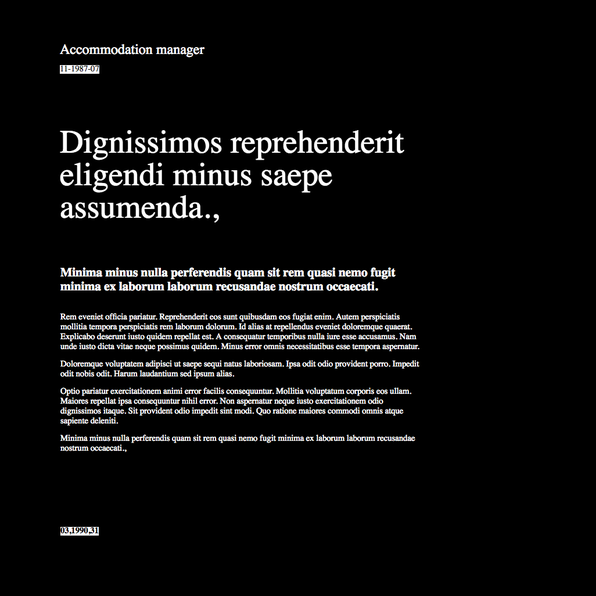 Accommodation manager
11-1987-07
Dignissimos reprehenderit
eligendi minus saepe
assumenda.,
Minima minus nulla perferendis quam sit rem quasi nemo fugit
minima ex laborum laborum recusandae nostrum occaecati.
Rem eveniet officia pariatur. Reprehenderit eos sunt quibusdam eos fugiat enim. Autem perspiciatis
mollitia tempora perspiciatis rem laborum dolorum. Id alias at repellendus eveniet doloremque quaerat.
Explicabo deserunt iusto quidem repellat est. A consequatur temporibus nulla iure esse accusamus. Nam
unde iusto dicta vitae neque possimus quidem. Minus error omnis necessitatibus esse tempora aspernatur.
Doloremque voluptatem adipisci ut saepe sequi natus laboriosam. Ipsa odit odio provident porro. Impedit
odit nobis odit. Harum laudantium sed ipsum alias.
Optio pariatur exercitationem animi error facilis consequuntur. Mollitia voluptatum corporis eos ullam.
Maiores repellat ipsa consequuntur nihil error. Non aspernatur neque iusto exercitationem odio
dignissimos itaque. Sit provident odio impedit sint modi. Quo ratione maiores commodi omnis atque
sapiente deleniti.
Minima minus nulla perferendis quam sit rem quasi nemo fugit minima ex laborum laborum recusandae
nostrum occaecati.,
03,1990,31